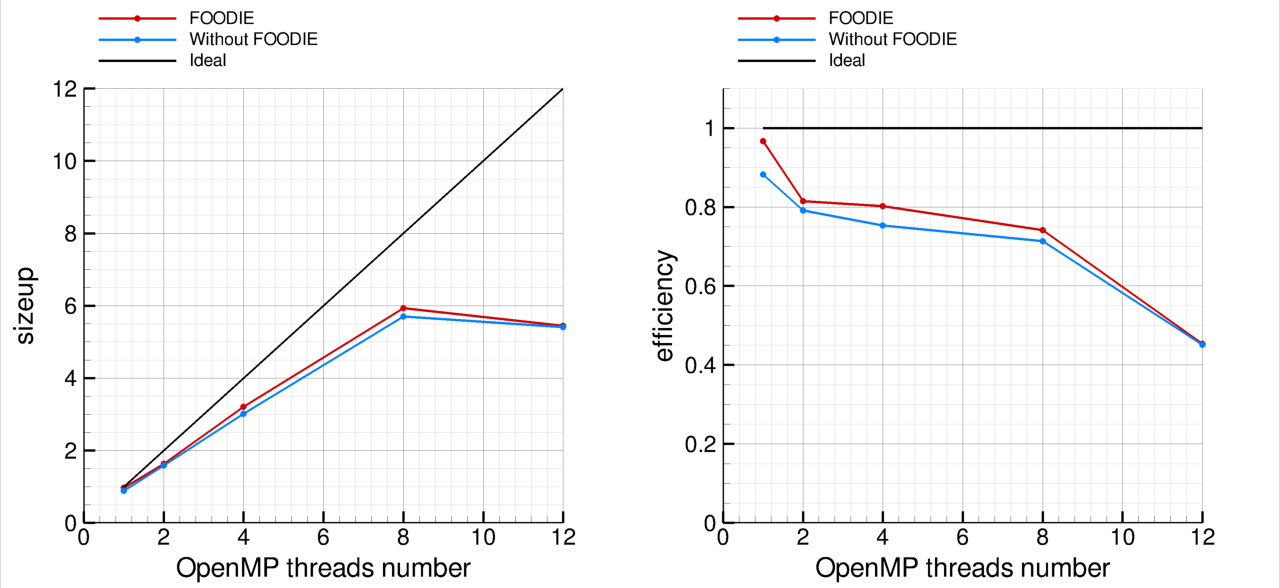 FOODIE
Without FOODIE
Ideal
12
10
8
6
4
2
0
0 2 4 6 8 10 12
sizeup
OpenMP threads number
FOODIE
Without FOODIE
Ideal
1
0.8
0.6
0.4
0.2
0
0 2 4 6 8 10 12
efficiency
OpenMP threads number